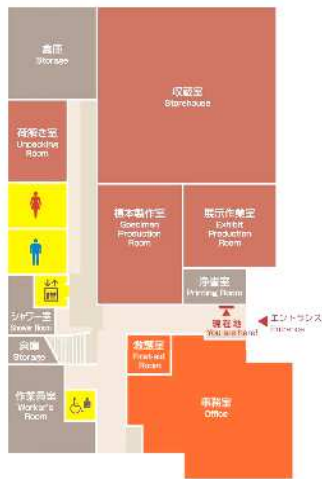 倉庫
Storage
収蔵室
Storehouse
荷解き室
Unpacking
Room
標本製作室
Specimen
Production
Room
展示作業室
Exhibit
Production
Room
Printing Room
シャワー室
Shower Room
現在地
You are here!
エントランス
Entrance
倉庫
Storage
救護室
First-aid
Room
作業員室
Worker's
Room
事務室
Office